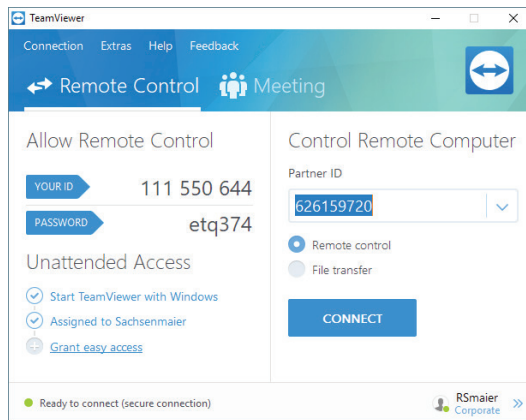 TeamViewer
Connection Extras Help Feedback
Remote Control Meeting
Allow Remote Control
YOUR ID 111 550 644
PASSWORD etq374
Unattended Access
Start TeamViewer with Windows
Assigned to Sachsenmaier
Grant easy access
Control Remote Computer
Partner ID
626159720
Remote control
File transfer
CONNECT
Ready to connect (secure connection)
RSmaier
Corporate